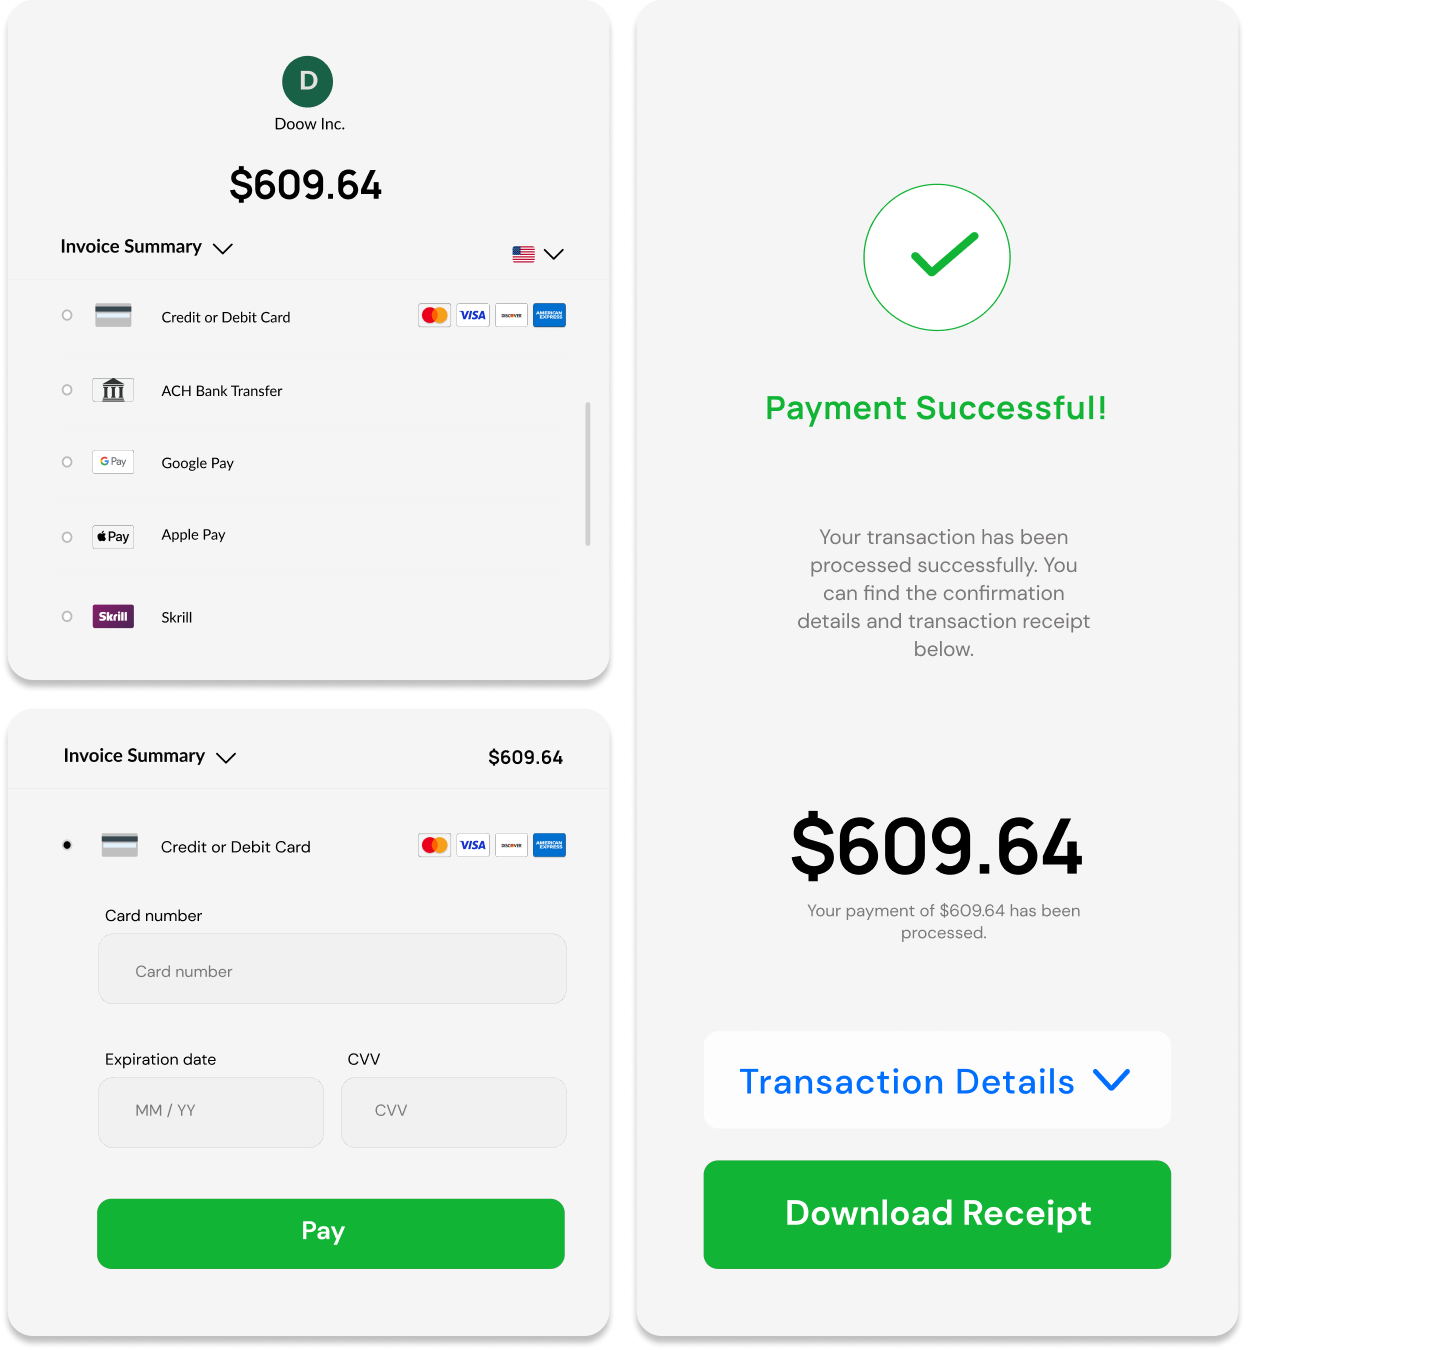 D
Doow Inc.
$609.64
Invoice Summary
Credit or Debit Card
VISA
DISCOVER
AMERICAN
EXPRESS
ACH Bank Transfer
G Pay
Google Pay
Pay
Apple Pay
Skrill
Skrill
Invoice Summary
$609.64
Credit or Debit Card
VISA
DISCOVER
AMERICAN
EXPRESS
Card number
Card number
Expiration date
CVV
MM / YY
CVV
Pay
Payment Successful!
Your transaction has been
processed successfully. You
can find the confirmation
details and transaction receipt
below.
$609.64
Your payment of $609.64 has been
processed.
Transaction Details
Download Receipt